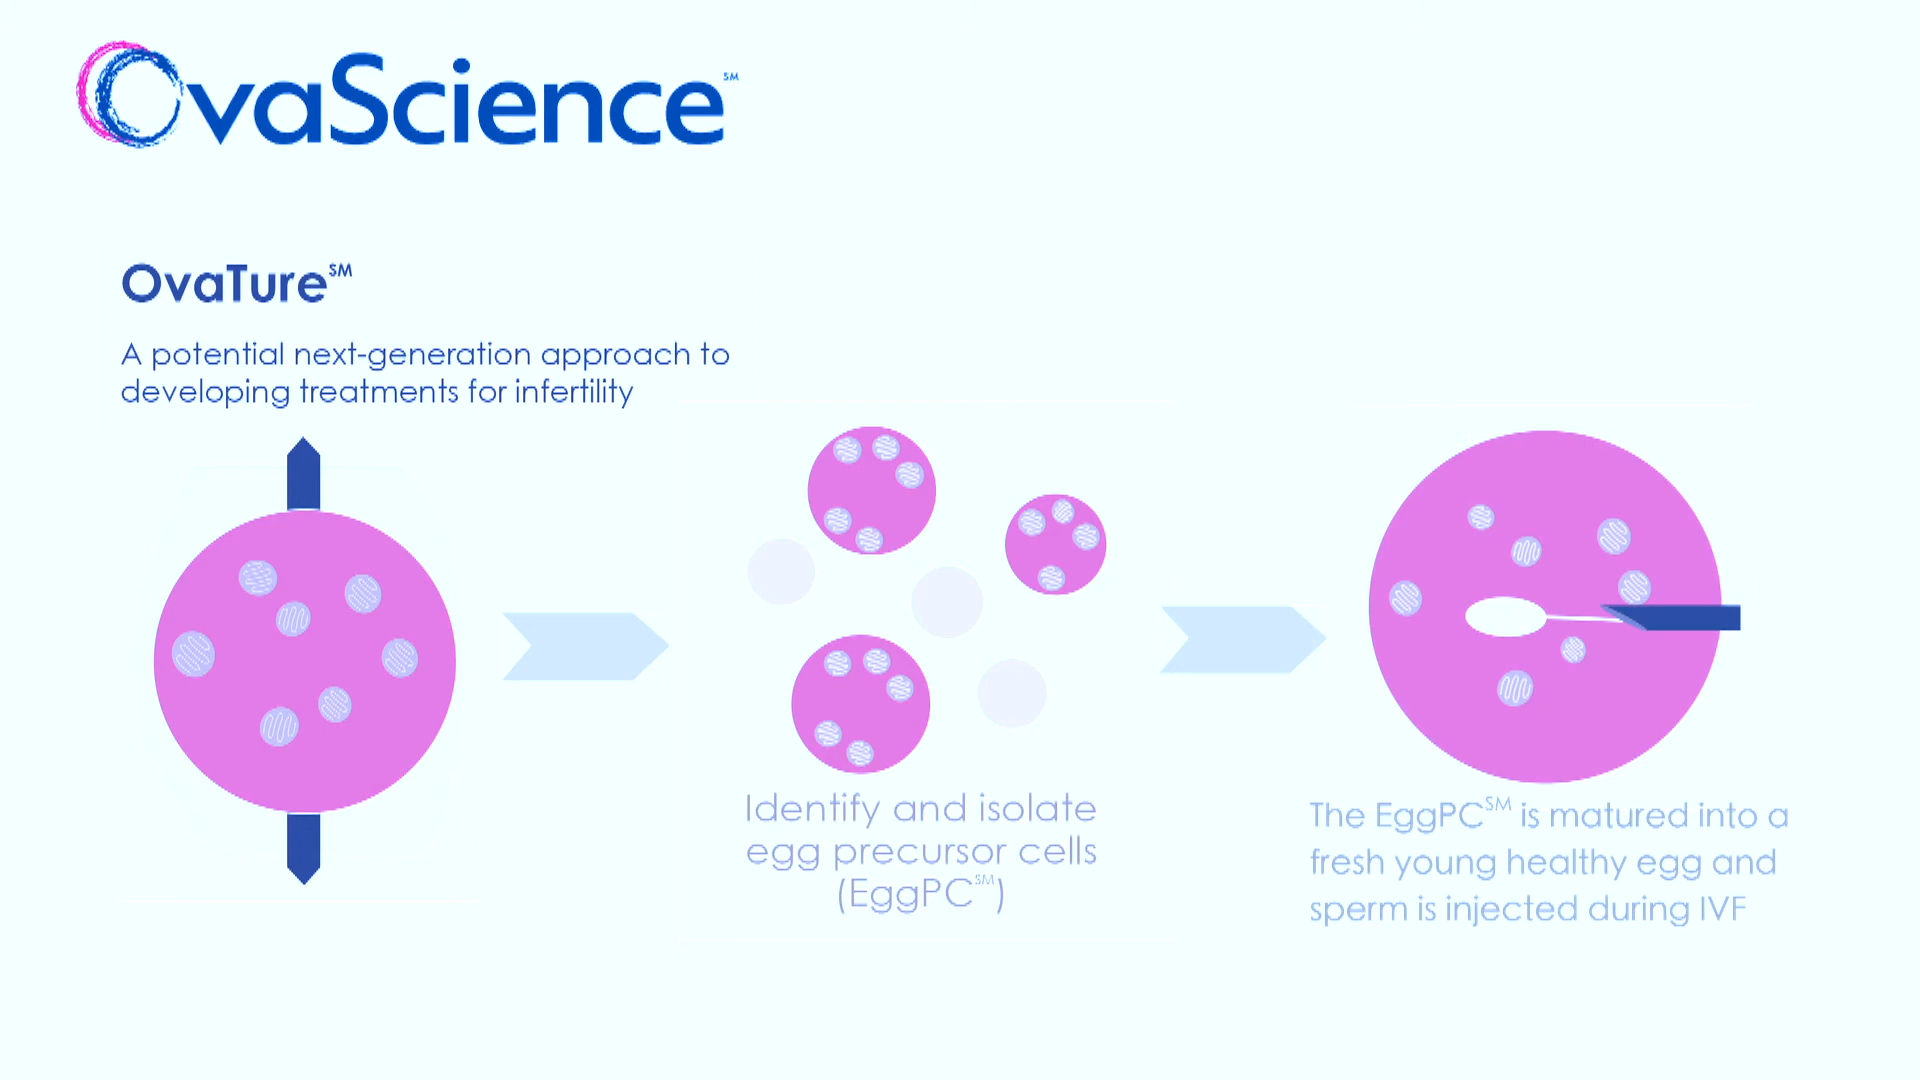 OvaScience℠
OvaTure℠
A potential next-generation approach to
developing treatments for infertility
Identify and isolate
egg precursor cells
(EggPC℠)
The EggPC℠ is matured into a
fresh young healthy egg and
sperm is injected during IVF